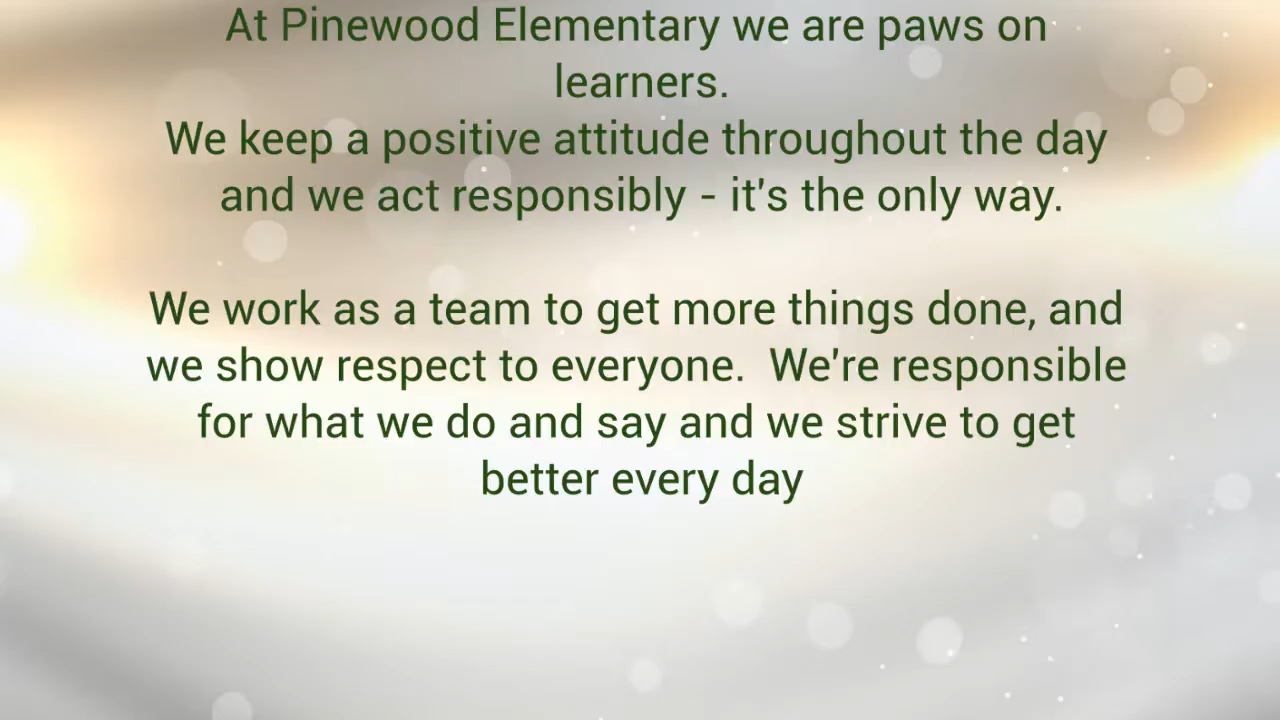 At Pinewood Elementary we are paws on
learners.
We keep a positive attitude throughout the day
and we act responsibly - it's the only way.
We work as a team to get more things done, and
we show respect to everyone.  We're responsible
for what we do and say and we strive to get
better every day